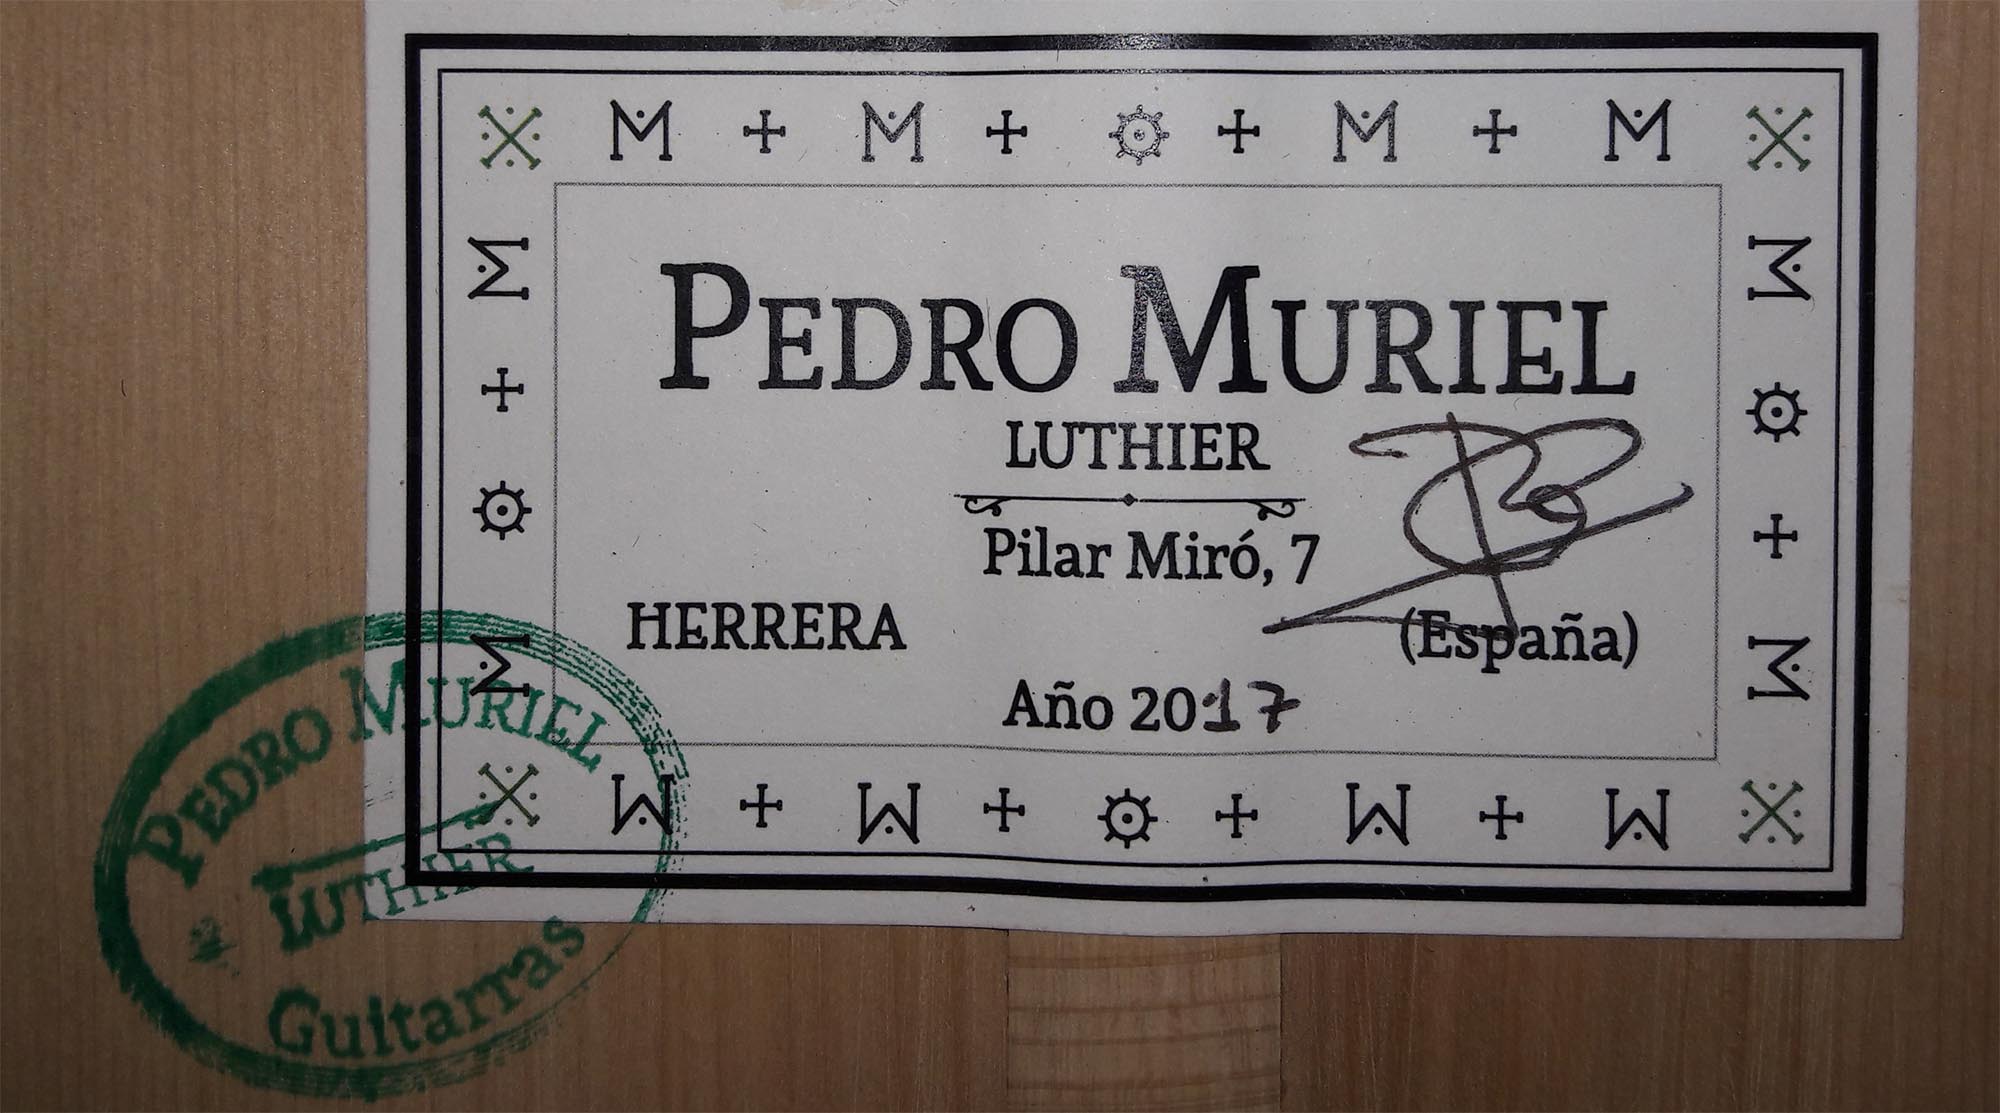 PEDRO MURIEL
LUTHIER
Pilar Miró, 7
HERRERA (España)
Año 2017
PEDRO MURIEL
LUTHIER
Guitarras